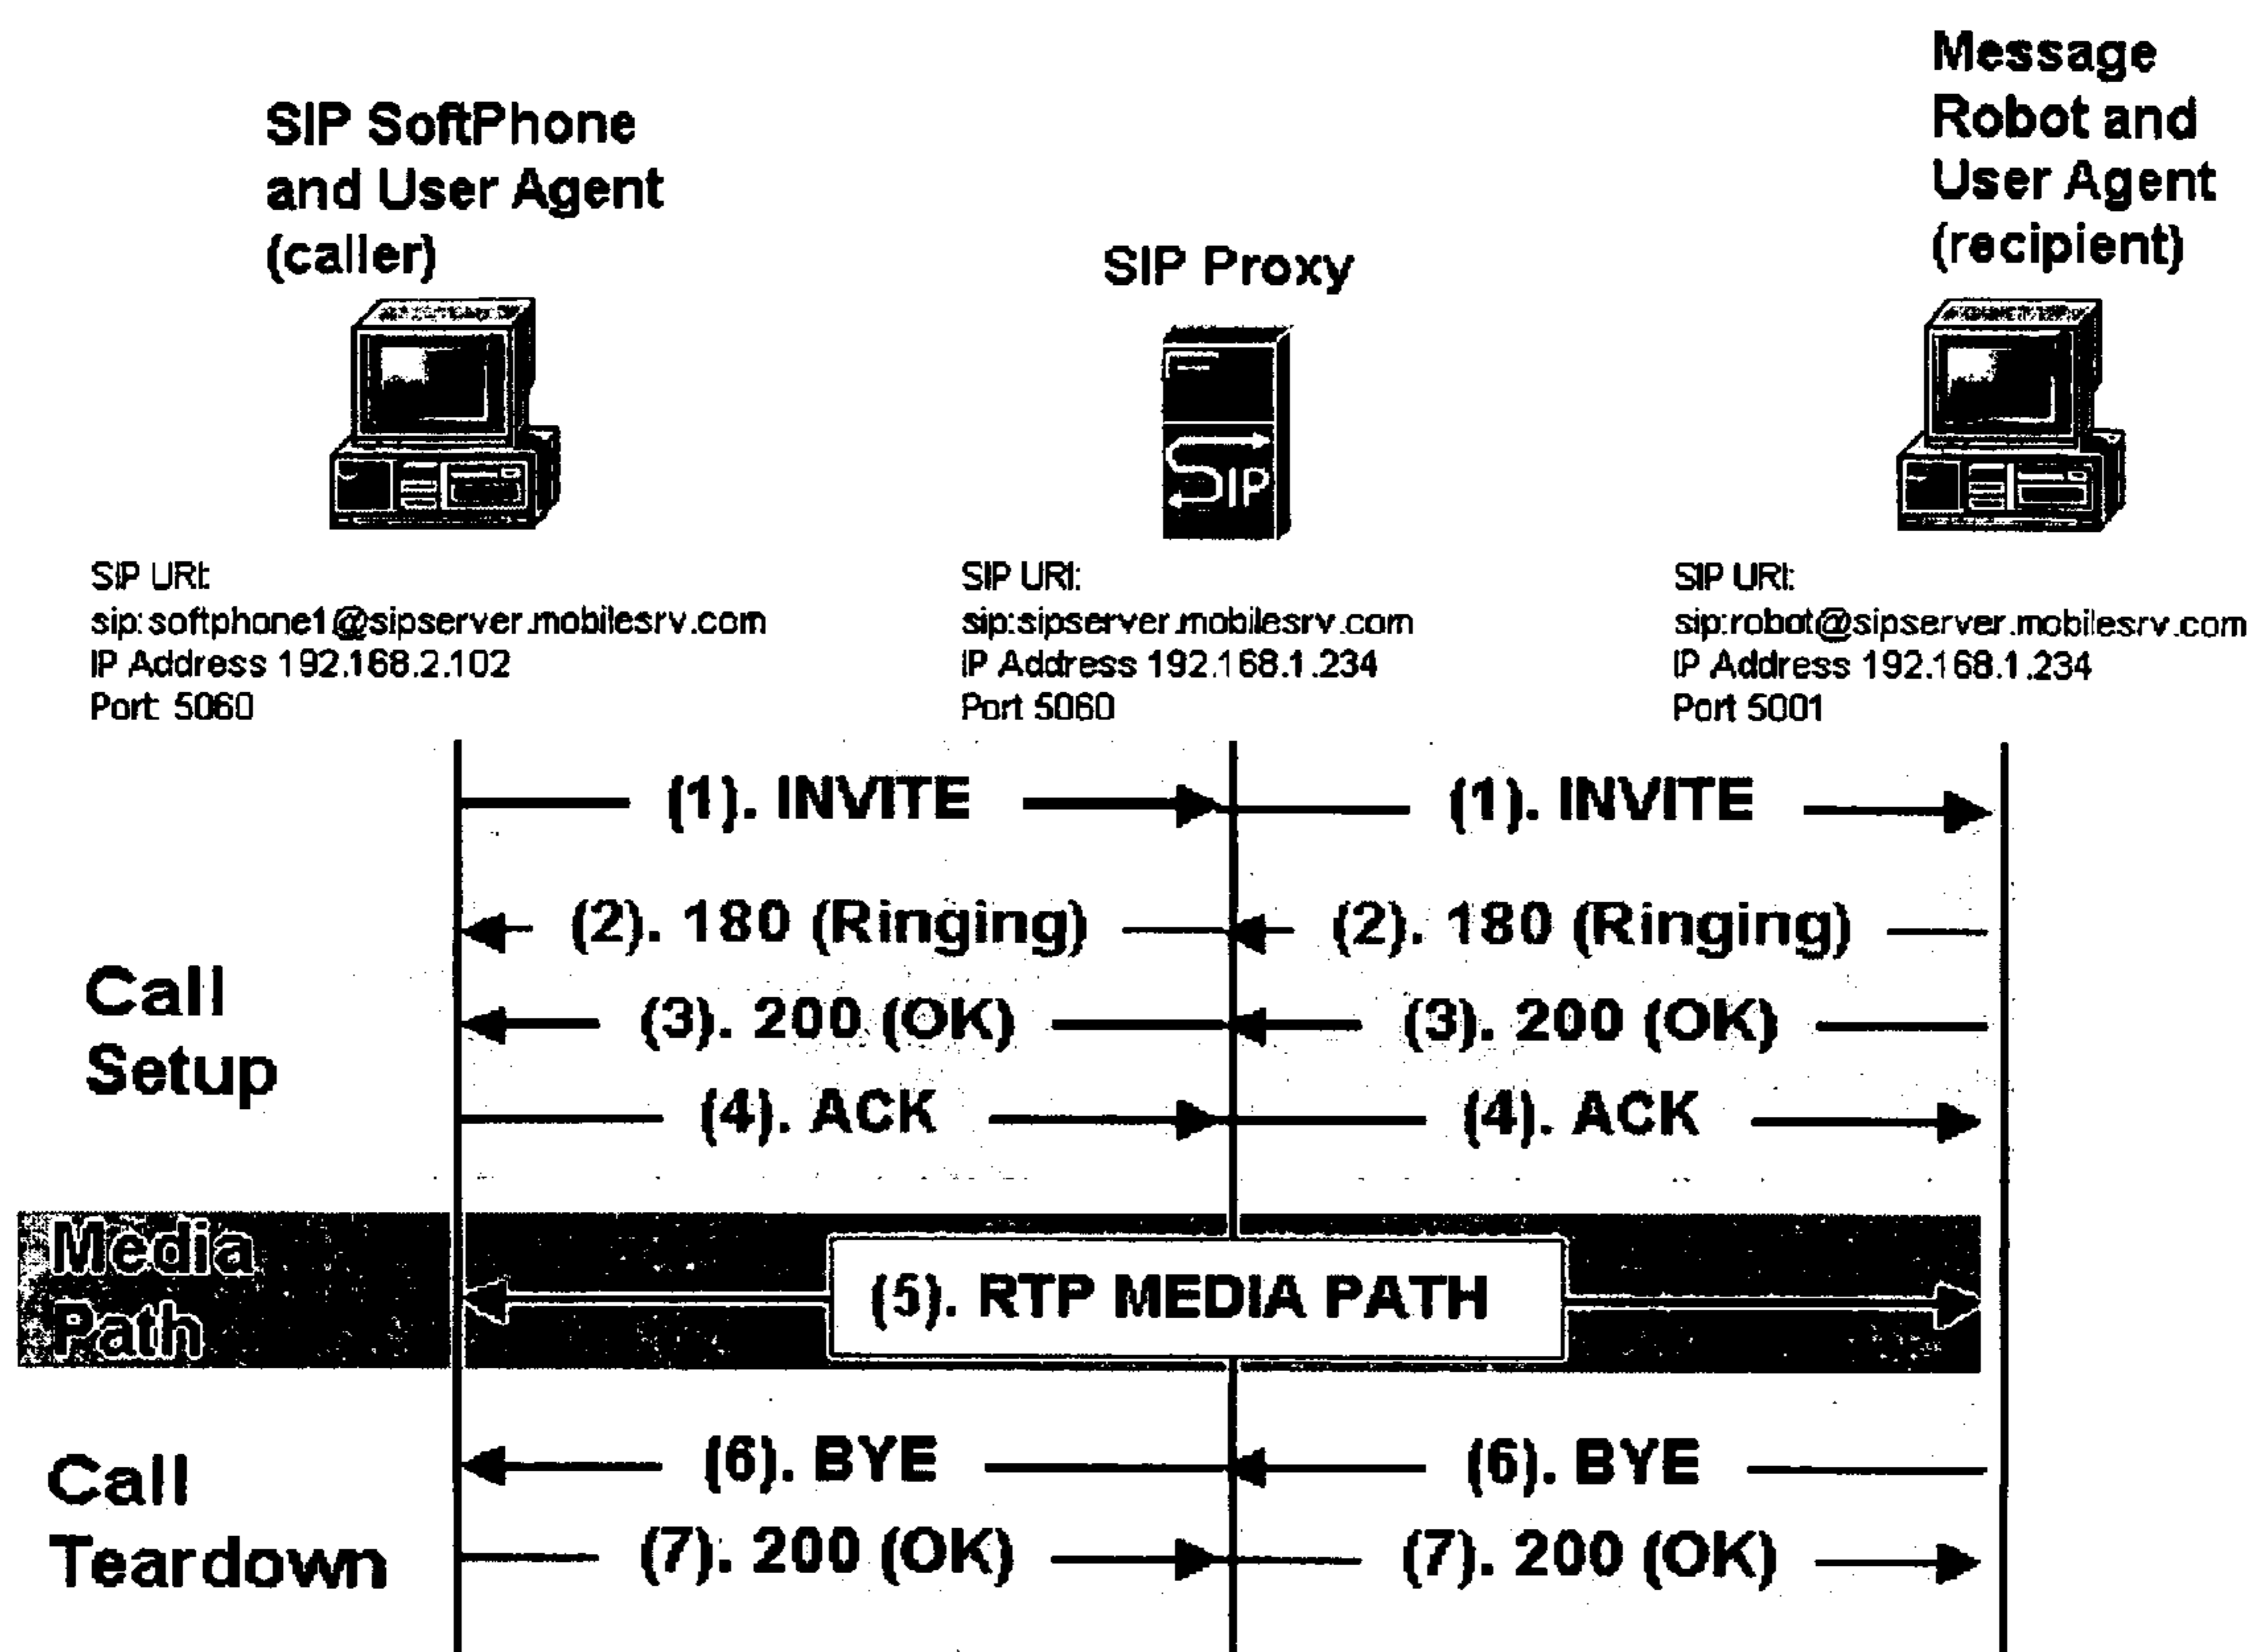 SIP SoftPhone
and User Agent
(caller)
SIP Proxy
Message
Robot and
User Agent
(recipient)
SIP
SIP URI:
sip:softphone1@sipserver.mobilesrv.com
IP Address 192.168.2.102
Port: 5060
SIP URI:
sip:sipserver.mobilesrv.com
IP Address 192.168.1.234
Port 5060
SIP URI:
sip:robot@sipserver.mobilesrv.com
IP Address 192.168.1.234
Port 5001
Call
Setup
(1). INVITE
(1). INVITE
(2). 180 (Ringing)
(2). 180 (Ringing)
(3). 200 (OK)
(3). 200 (OK)
(4). ACK
(4). ACK
Media
Path
(5). RTP MEDIA PATH
Call
Teardown
(6). BYE
(6). BYE
(7). 200 (OK)
(7). 200 (OK)